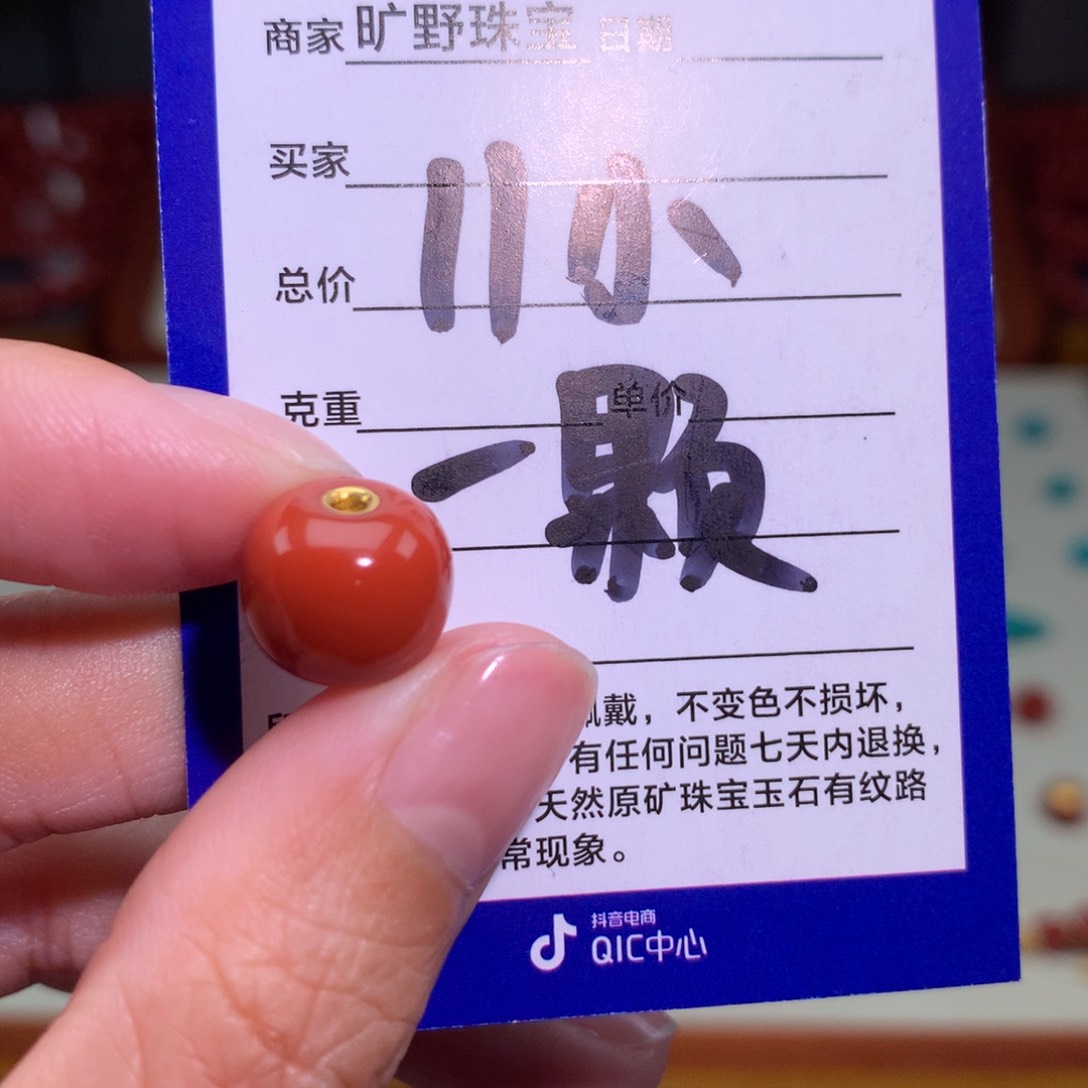 商家 旷野珠宝 日期
买家
小
总价
克重 单价
一颗
佩戴，不变色不损坏，
有任何问题七天内退换，
天然原矿珠宝玉石有纹路
常现象。
抖音电商
QIC中心